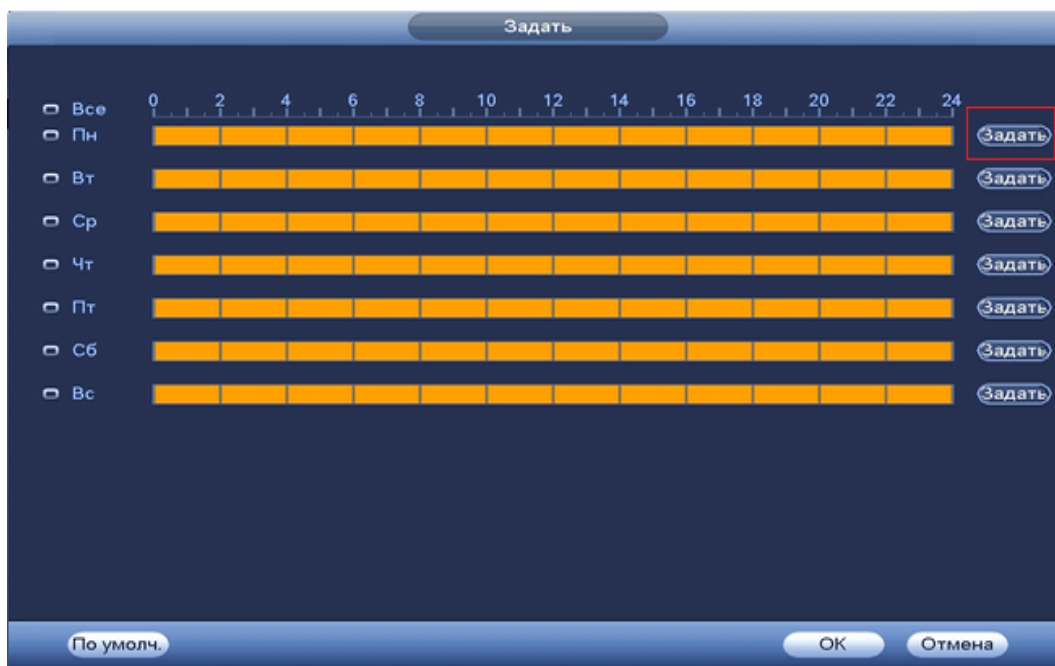 Задать
Все 0 2 4 6 8 10 12 14 16 18 20 22 24
Пн Задать
Вт Задать
Ср Задать
Чт Задать
Пт Задать
Сб Задать
Вс Задать
По умолч. OK Отмена